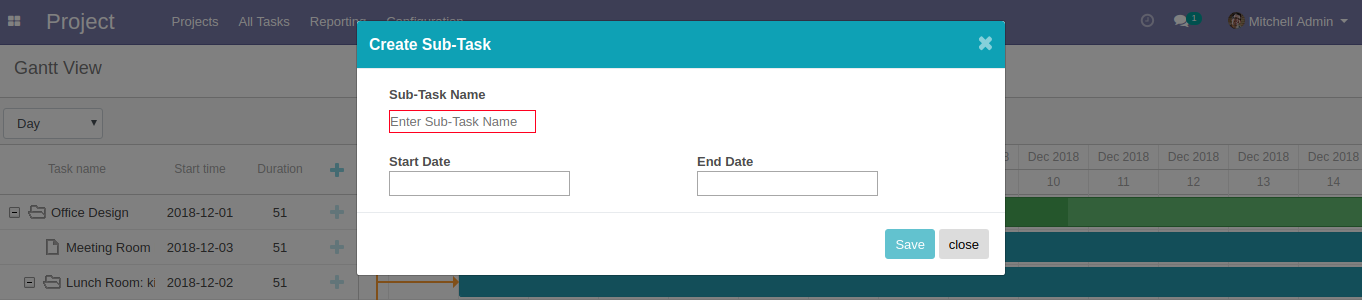 Project Projects All Tasks Reporting Configuration 1 Mitchell Admin
Create Sub-Task
Gantt View
Sub-Task Name
Enter Sub-Task Name
Day
Start Date End Date
Task name Start time Duration
8 Dec 2018 Dec 2018 Dec 2018 Dec 2018 Dec 2018
10 11 12 13 14
Office Design 2018-12-01 51
Meeting Room 2018-12-03 51
Save close
Lunch Room: ki 2018-12-02 51